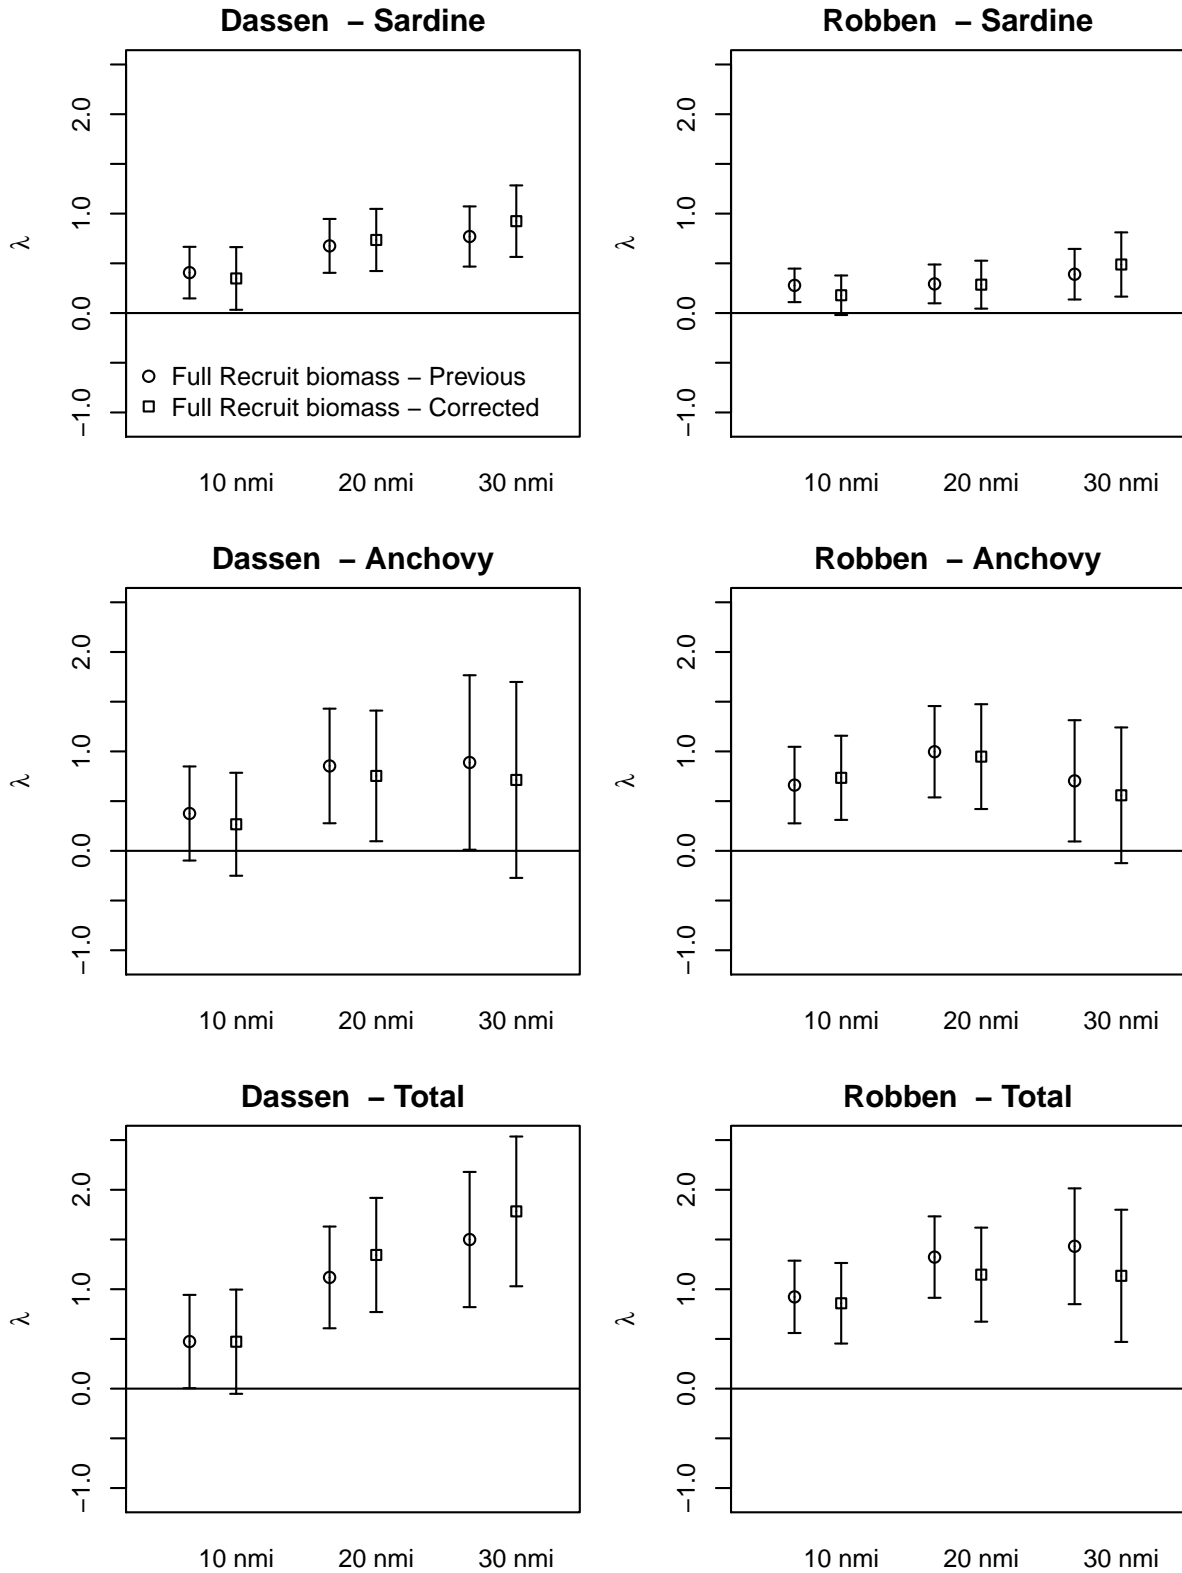 Dassen – Sardine
2.0
1.0
0.0
−1.0
λ
Full Recruit biomass – Previous
Full Recruit biomass – Corrected
10 nmi 20 nmi 30 nmi
Robben – Sardine
2.0
1.0
0.0
−1.0
λ
10 nmi 20 nmi 30 nmi
Dassen – Anchovy
2.0
1.0
0.0
−1.0
λ
10 nmi 20 nmi 30 nmi
Robben – Anchovy
2.0
1.0
0.0
−1.0
λ
10 nmi 20 nmi 30 nmi
Dassen – Total
2.0
1.0
0.0
−1.0
λ
10 nmi 20 nmi 30 nmi
Robben – Total
2.0
1.0
0.0
−1.0
λ
10 nmi 20 nmi 30 nmi